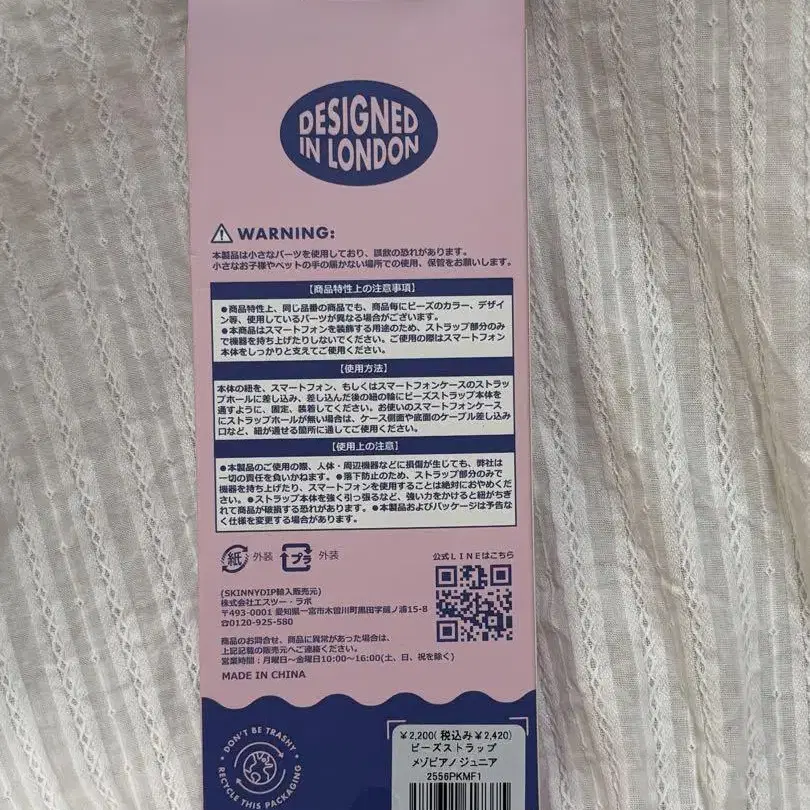 DESIGNED
IN LONDON
WARNING:
本製品は小さなパーツを使用しており、誤飲の恐れがあります。
小さなお子様やペットの手の届かない場所での使用、保管をお願いします。
【商品特性上の注意事項】
●商品特性上、同じ品番の商品でも、商品毎にビーズのカラー、デザイ
ン等、使用しているパーツが異なる場合がございます。
●本商品はスマートフォンを装飾する用途のため、ストラップ部分のみ
で機器を持ち上げたりしないでください。ご使用の際はスマートフォン
本体をしっかりと支えてご使用ください。
【使用方法】
本体の紐を、スマートフォン、もしくはスマートフォンケースのストラッ
プホールに差し込み、差し込んだ後の紐の輪にビーズストラップ本体を
通すように、固定、装着してください。お使いのスマートフォンケース
にストラップホールが無い場合は、ケース側面や底面のケーブル差し込み
口など、紐が通せる箇所に通してご使用ください。
【使用上の注意】
●本製品のご使用の際、人体・周辺機器などに損傷が生じても、弊社は
一切の責任を負いかねます。●落下防止のため、ストラップ部分のみで
機器を持ち上げたり、スマートフォンを使用することは絶対におやめくだ
さい。●ストラップ本体を強く引っ張るなど、強い力をかけると紐がちぎ
れて商品が破損する恐れがあります。●本製品およびパッケージは予告な
く仕様を変更する場合があります。
紙 外装 プラ 外装
公式LINEはこちら
(SKINNYDIP輸入販売元)
株式会社エスツー・ラボ
〒493-0001 愛知県一宮市木曽川町黒田字錐ノ浦15-8
☎0120-925-580
商品のお問合せ、商品に異常があった場合は、
上記記載の販売元へご連絡ください。
営業時間：月曜日〜金曜日10:00〜16:00(土、日、祝を除く)
MADE IN CHINA
DON'T BE TRASHY
RECYCLE THIS PACKAGING
￥2,200(税込み￥2,420)
ビーズストラップ
メゾピアノジュニア
2556PKMF1